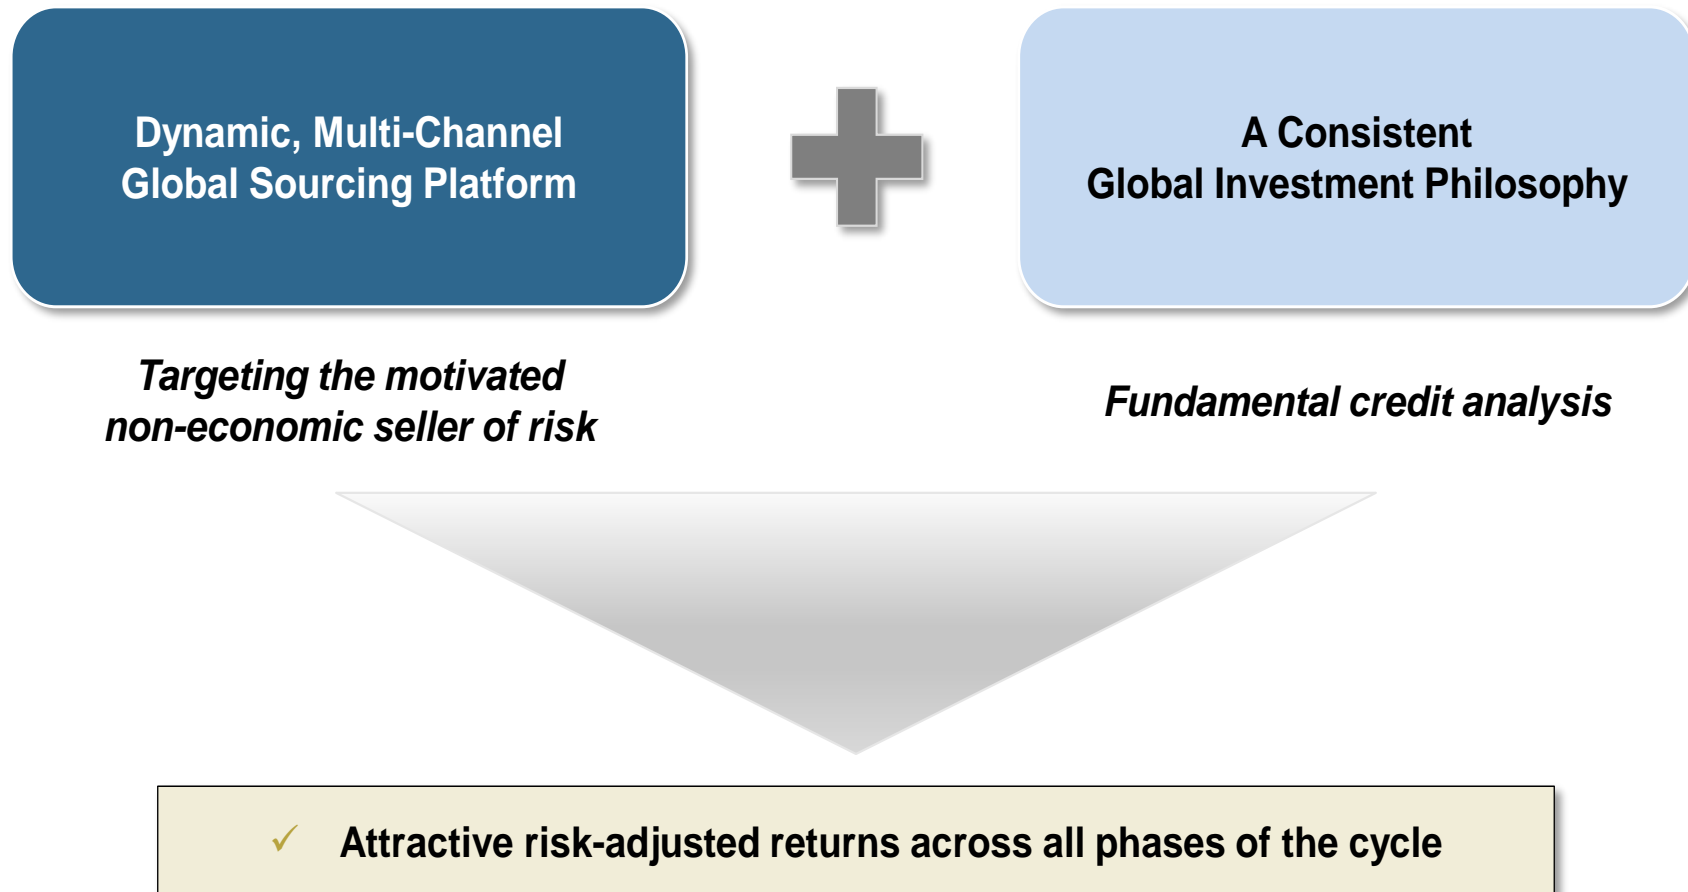 Dynamic, Multi-Channel
Global Sourcing Platform
A Consistent
Global Investment Philosophy
Targeting the motivated
non-economic seller of risk
Fundamental credit analysis
✓ Attractive risk-adjusted returns across all phases of the cycle